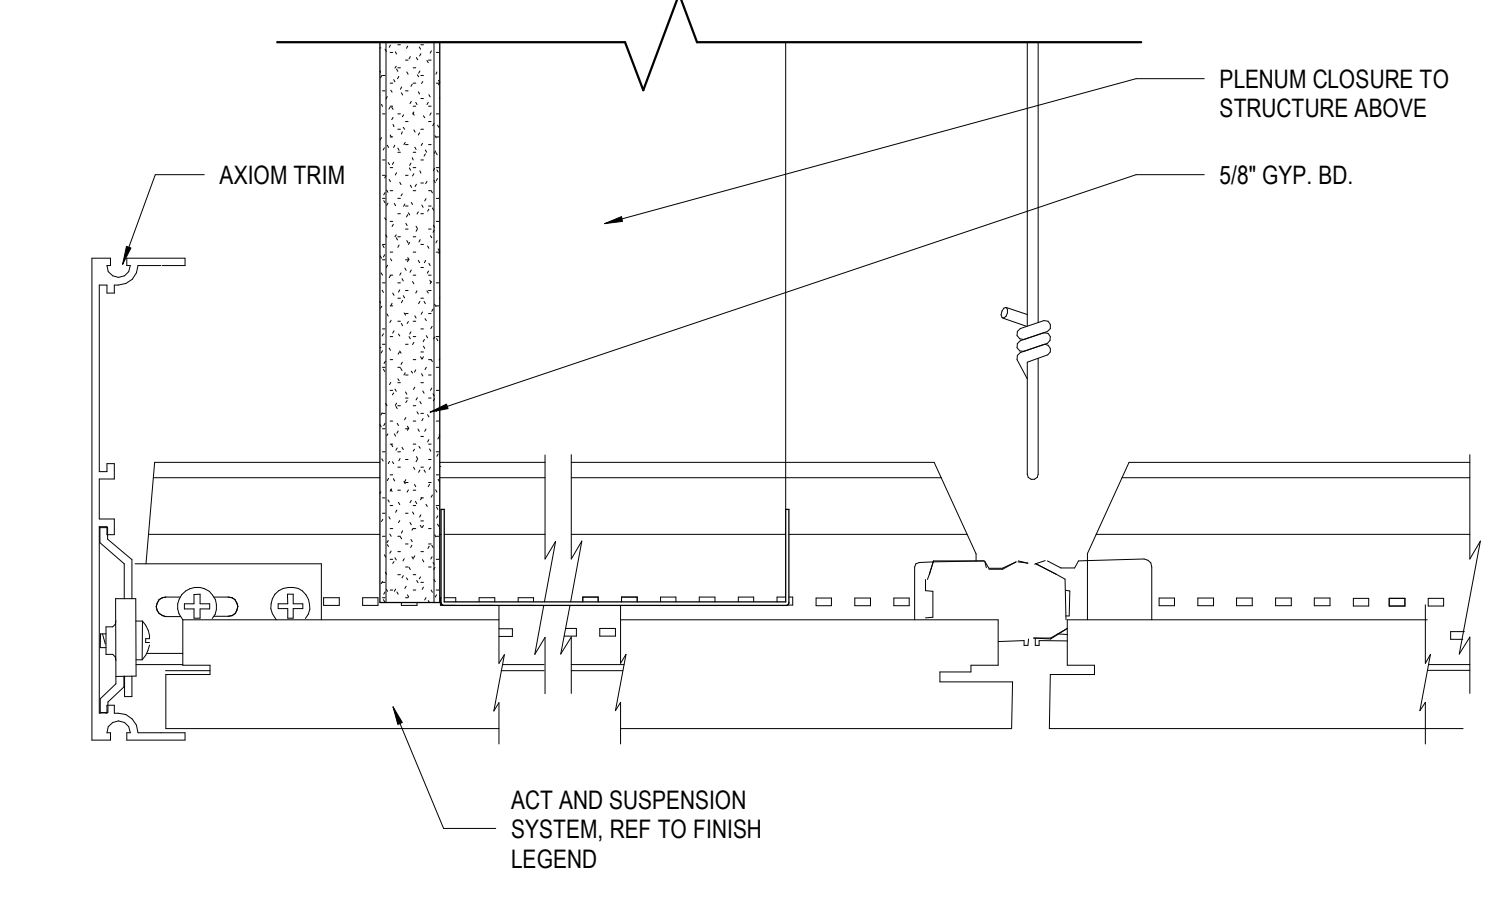 PLENUM CLOSURE TO
STRUCTURE ABOVE
AXIOM TRIM
5/8" GYP. BD.
ACT AND SUSPENSION
SYSTEM, REF TO FINISH
LEGEND